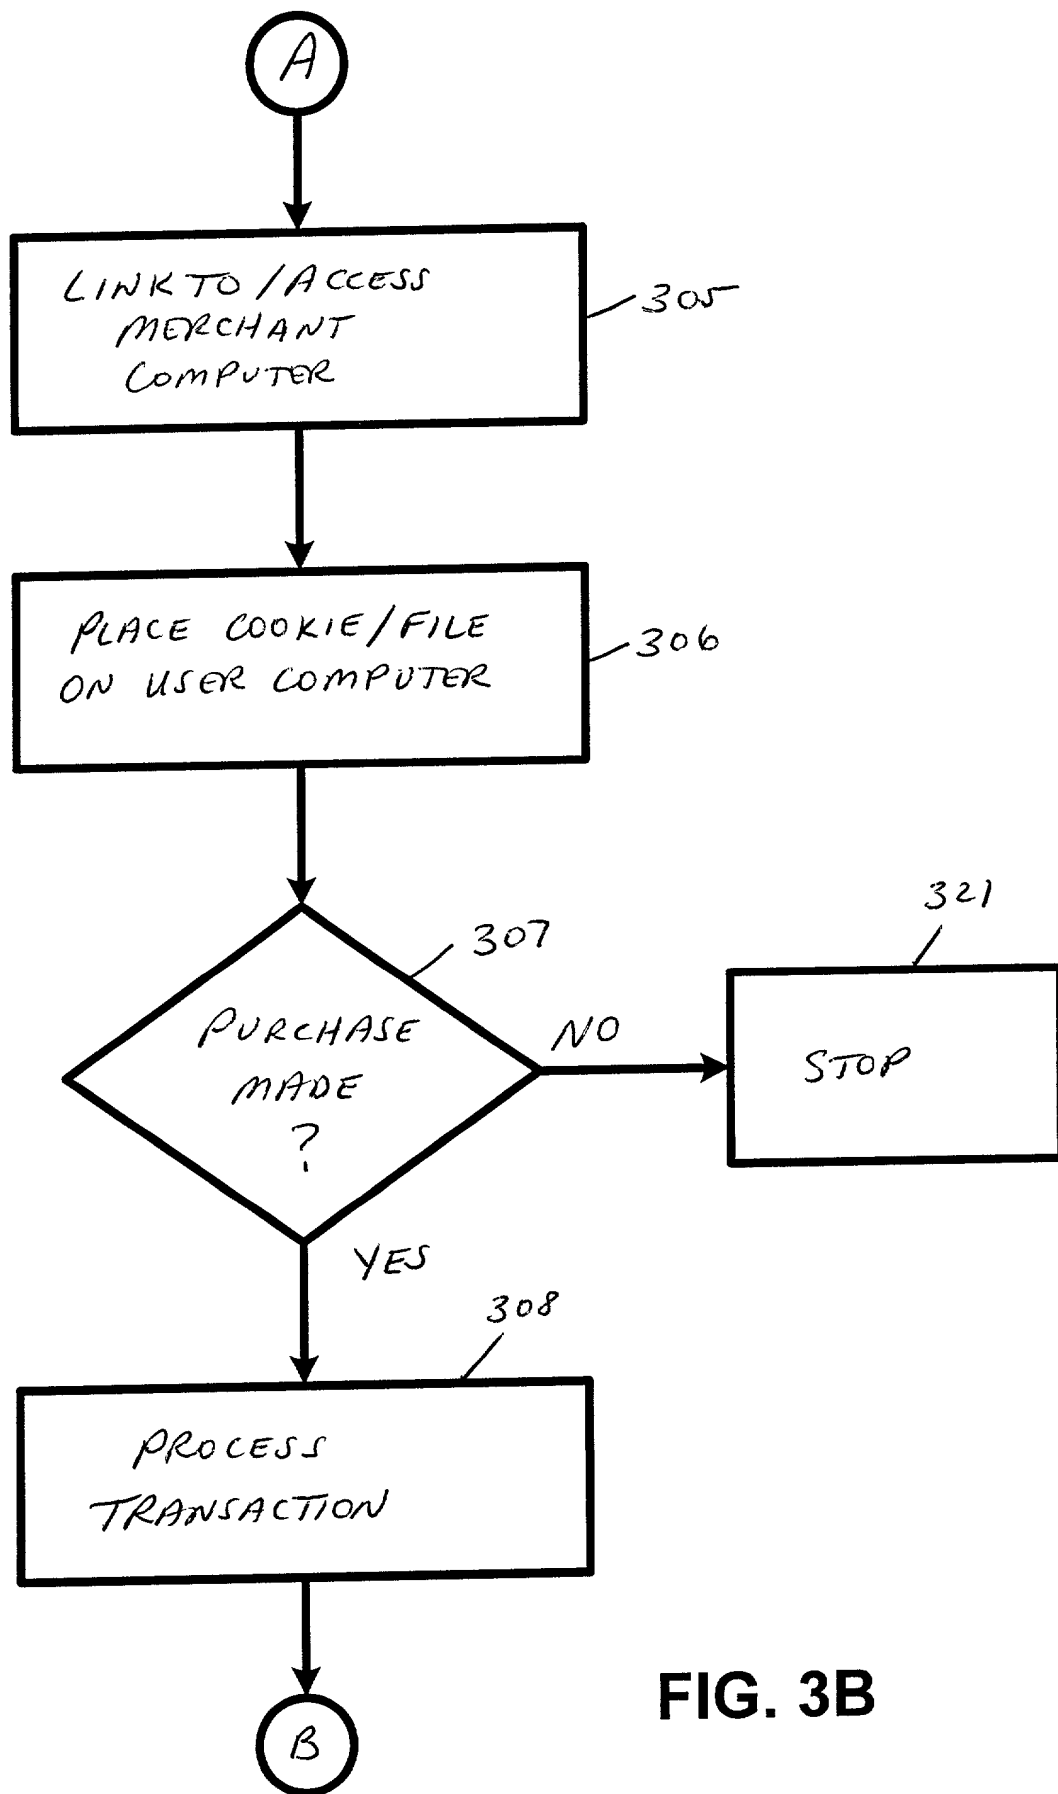 A
LINK TO / ACCESS
MERCHANT
COMPUTER
305
PLACE COOKIE/FILE
ON USER COMPUTER
306
307
321
PURCHASE
MADE
?
NO
STOP
YES
308
PROCESS
TRANSACTION
B
FIG. 3B